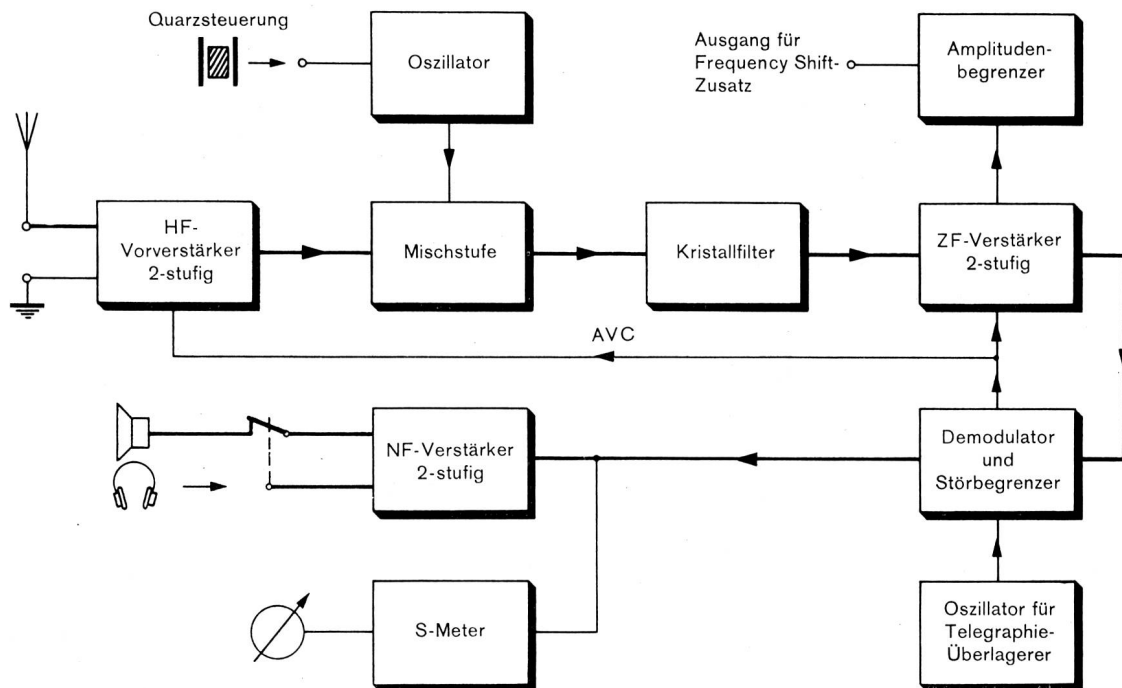 Quarzsteuerung
Oszillator
Ausgang für
Frequency Shift-
Zusatz
Amplituden-
begrenzer
HF-
Vorverstärker
2-stufig
Mischstufe
Kristallfilter
ZF-Verstärker
2-stufig
AVC
NF-Verstärker
2-stufig
Demodulator
und
Störbegrenzer
S-Meter
Oszillator für
Telegraphie-
Überlagerer